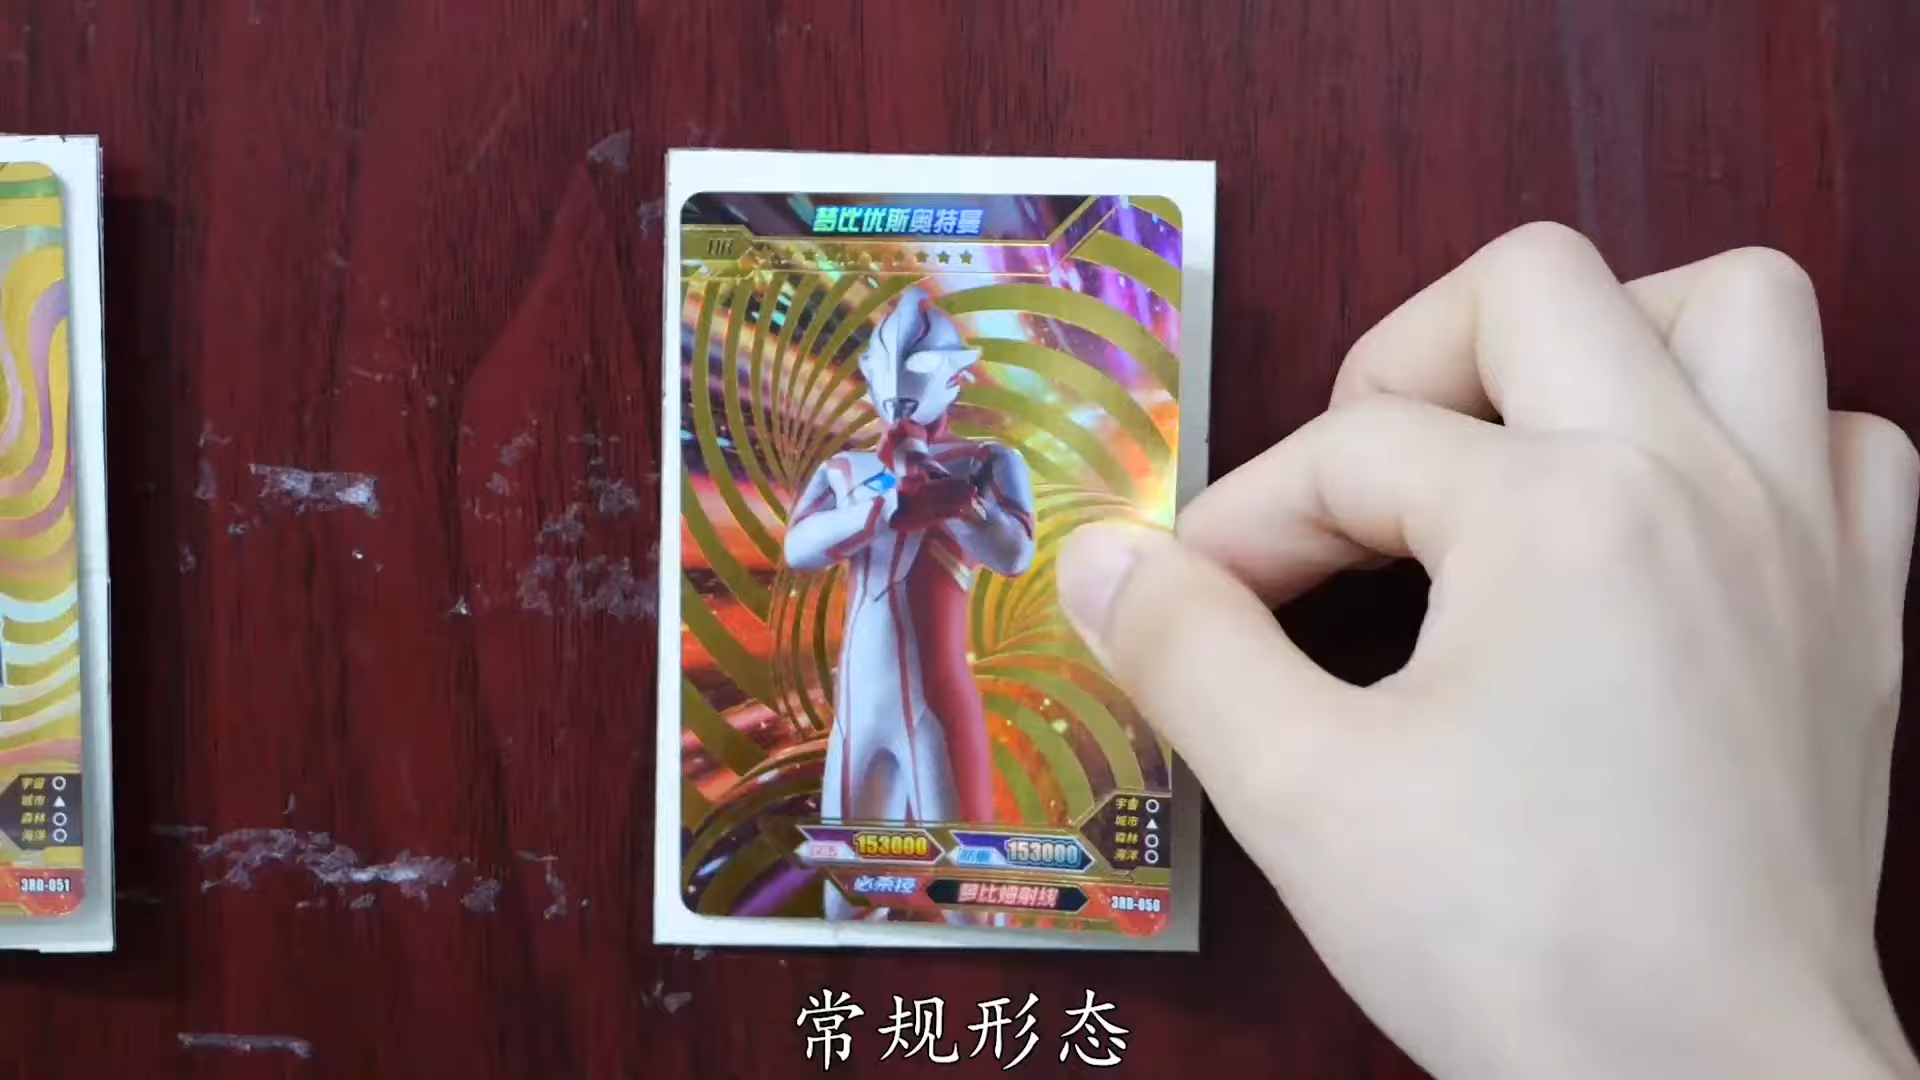 梦比优斯奥特曼
HR
宇宙
城市
森林
海洋
153000
153000
必杀技
梦比姆射线
3RD-050
宇宙
城市
森林
海洋
3RD-051
常规形态